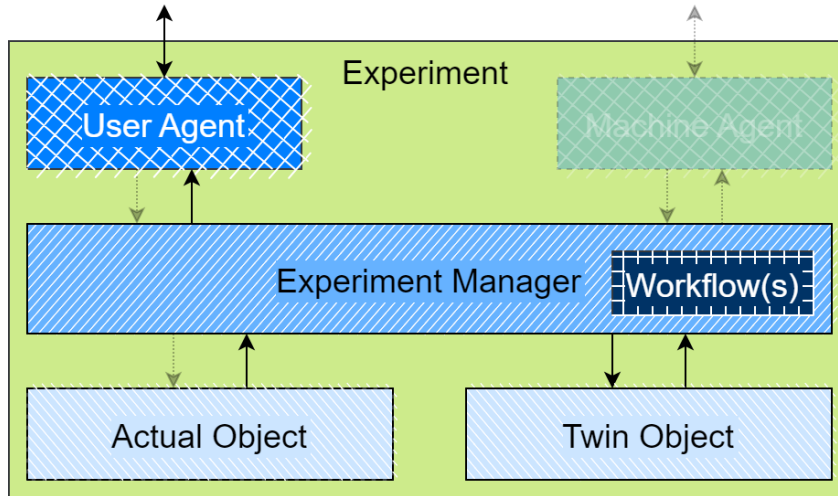 Experiment
User Agent
Machine Agent
Experiment Manager
Workflow(s)
Actual Object
Twin Object